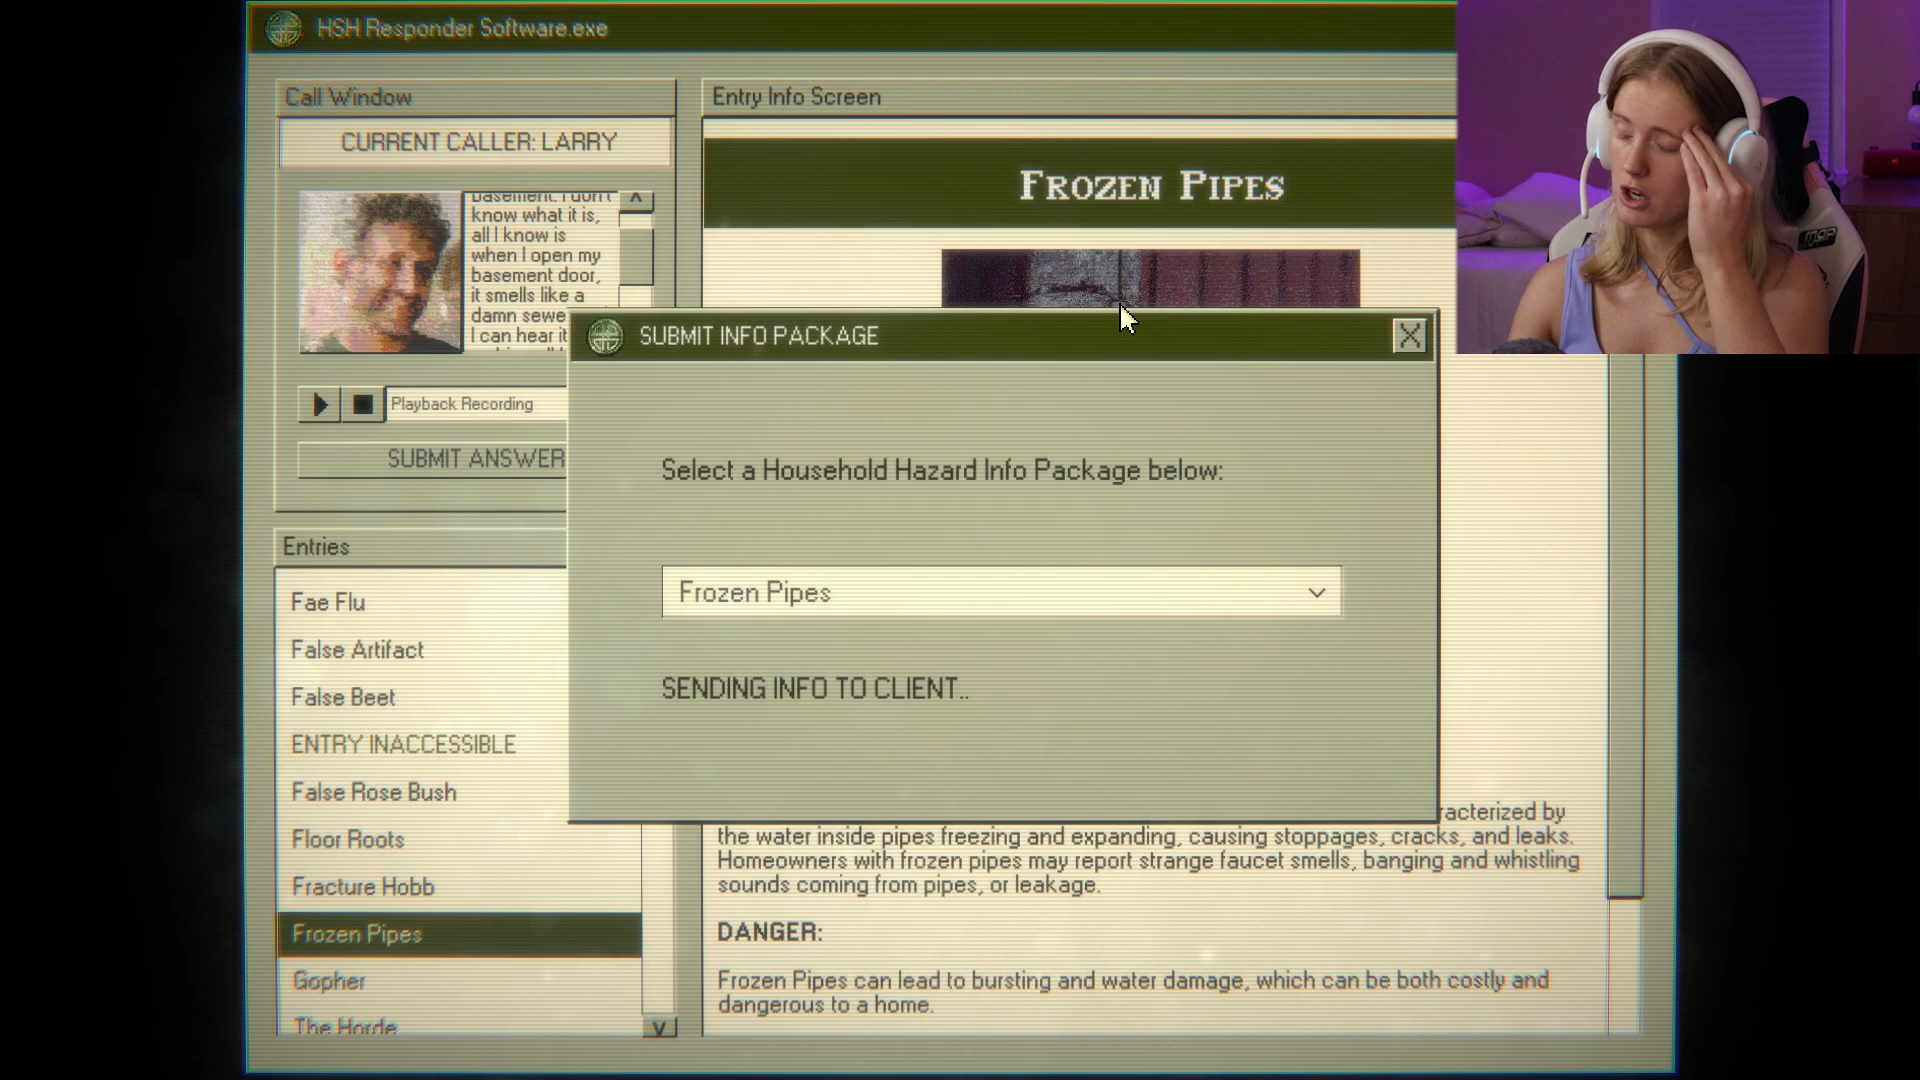 HSH Responder Software.exe
Call Window
CURRENT CALLER: LARRY
basement. I don't
know what it is,
all I know is
when I open my
basement door,
it smells like a
damn sewe
I can hear it
Playback Recording
SUBMIT ANSWER
Entries
Fae Flu
False Artifact
False Beet
ENTRY INACCESSIBLE
False Rose Bush
Floor Roots
Fracture Hobb
Frozen Pipes
Gopher
The Horde
Entry Info Screen
FROZEN PIPES
SUBMIT INFO PACKAGE
Select a Household Hazard Info Package below:
Frozen Pipes
SENDING INFO TO CLIENT..
racterized by
the water inside pipes freezing and expanding, causing stoppages, cracks, and leaks.
Homeowners with frozen pipes may report strange faucet smells, banging and whistling
sounds coming from pipes, or leakage.
DANGER:
Frozen Pipes can lead to bursting and water damage, which can be both costly and
dangerous to a home.